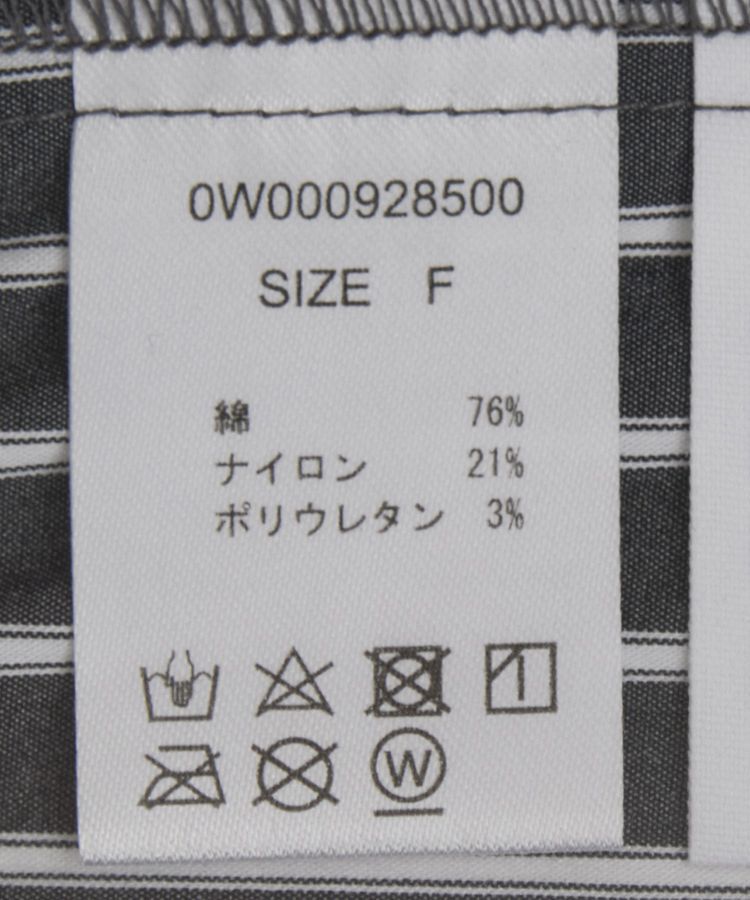 0W000928500
SIZE F
綿 76%
ナイロン 21%
ポリウレタン 3%
W